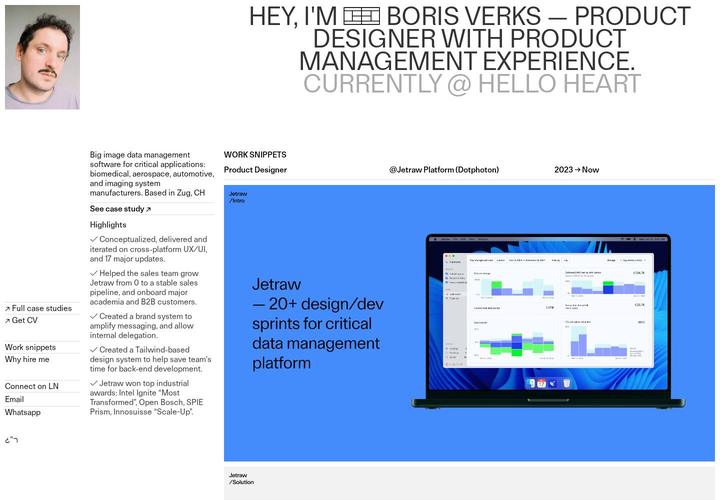 HEY, I'M BORIS VERKS — PRODUCT
DESIGNER WITH PRODUCT
MANAGEMENT EXPERIENCE.
CURRENTLY @ HELLO HEART
Big image data management
software for critical applications:
biomedical, aerospace, automotive,
and imaging system
manufacturers. Based in Zug, CH
See case study ↗
Highlights
✓ Conceptualized, delivered and
iterated on cross-platform UX/UI,
and 17 major updates.
✓ Helped the sales team grow
Jetraw from 0 to a stable sales
pipeline, and onboard major
academia and B2B customers.
✓ Created a brand system to
amplify messaging, and allow
internal delegation.
✓ Created a Tailwind-based
design system to help save team's
time for back-end development.
✓ Jetraw won top industrial
awards: Intel Ignite "Most
Transformed", Open Bosch, SPIE
Prism, Innosuisse "Scale-Up".
↗ Full case studies
↗ Get CV
Work snippets
Why hire me
Connect on LN
Email
Whatsapp
WORK SNIPPETS
Product Designer
@Jetraw Platform (Dotphoton)
2023 → Now
Jetraw
/Intro
Jetraw
— 20+ design/dev
sprints for critical
data management
platform
Jetraw
/Solution